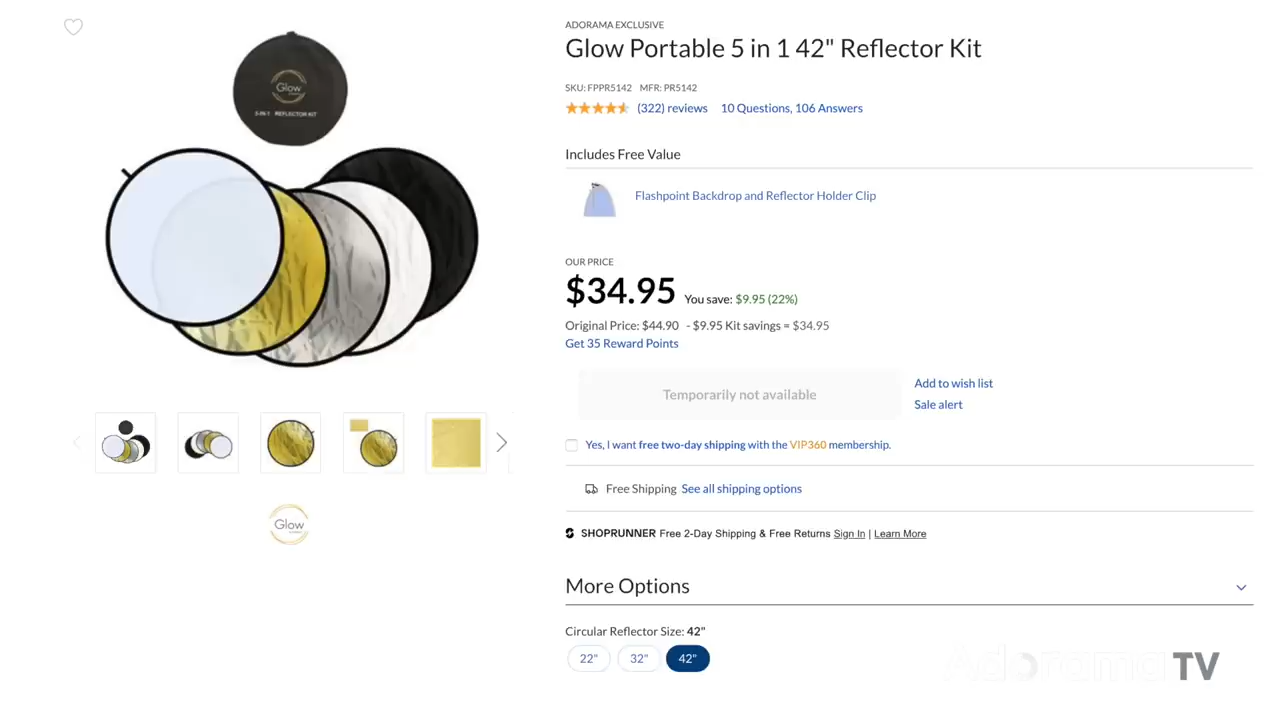 Glow
5-IN-1 REFLECTOR KIT
Glow
ADORAMA EXCLUSIVE
Glow Portable 5 in 1 42" Reflector Kit
SKU: FPPR5142 MFR: PR5142
(322) reviews 10 Questions, 106 Answers
Includes Free Value
Flashpoint Backdrop and Reflector Holder Clip
OUR PRICE
$34.95 You save: $9.95 (22%)
Original Price: $44.90 - $9.95 Kit savings = $34.95
Get 35 Reward Points
Temporarily not available
Add to wish list
Sale alert
Yes, I want free two-day shipping with the VIP360 membership.
Free Shipping See all shipping options
SHOPRUNNER Free 2-Day Shipping & Free Returns Sign In | Learn More
More Options
Circular Reflector Size: 42"
22" 32" 42"
Adorama TV